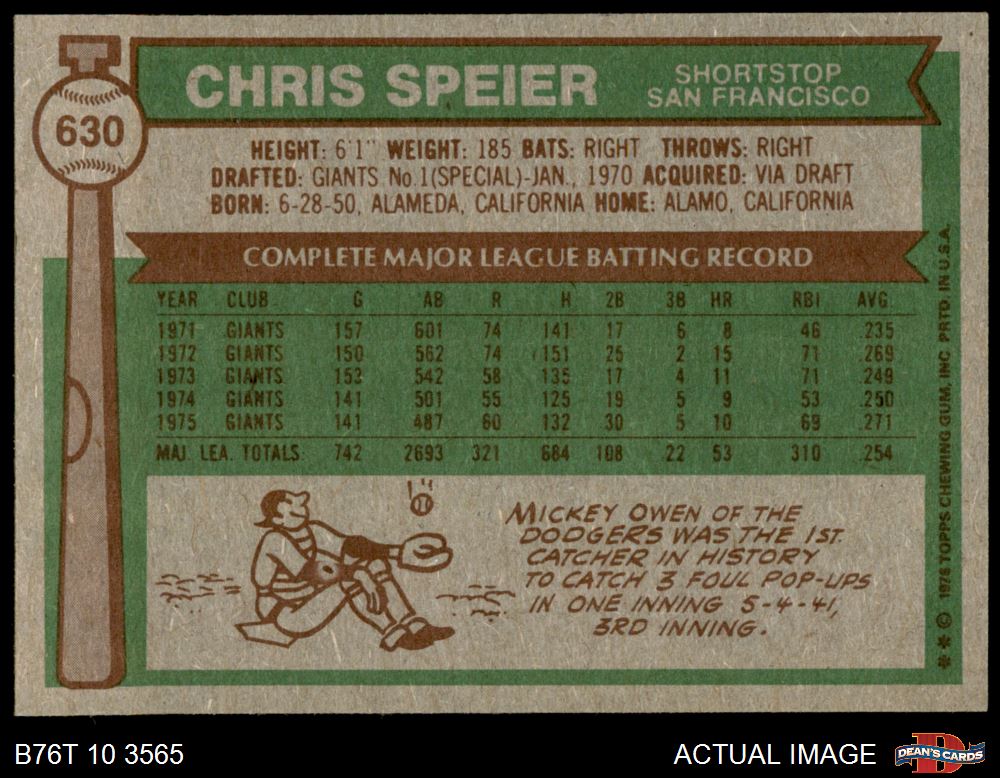 CHRIS SPEIER
SHORTSTOP
SAN FRANCISCO
630
HEIGHT: 6'1" WEIGHT: 185 BATS: RIGHT THROWS: RIGHT
DRAFTED: GIANTS No.1(SPECIAL)-JAN., 1970 ACQUIRED: VIA DRAFT
BORN: 6-28-50, ALAMEDA, CALIFORNIA HOME: ALAMO, CALIFORNIA
COMPLETE MAJOR LEAGUE BATTING RECORD
YEAR CLUB G AB R H 2B 3B HR RBI AVG.
1971 GIANTS 157 601 74 141 17 6 8 46 .235
1972 GIANTS 150 562 74 151 25 2 15 71 .269
1973 GIANTS 153 542 58 135 17 4 11 71 .249
1974 GIANTS 141 501 55 125 19 5 9 53 .250
1975 GIANTS 141 487 60 132 30 5 10 69 .271
MAJ. LEA. TOTALS 742 2693 321 684 108 22 53 310 .254
MICKEY OWEN OF THE
DODGERS WAS THE 1ST.
CATCHER IN HISTORY
TO CATCH 3 FOUL POP-UPS
IN ONE INNING 5-4-41,
3RD INNING.
** © 1976 TOPPS CHEWING GUM, INC. PRTD. IN U.S.A.
B76T 10 3565
ACTUAL IMAGE
DEAN'S CARDS